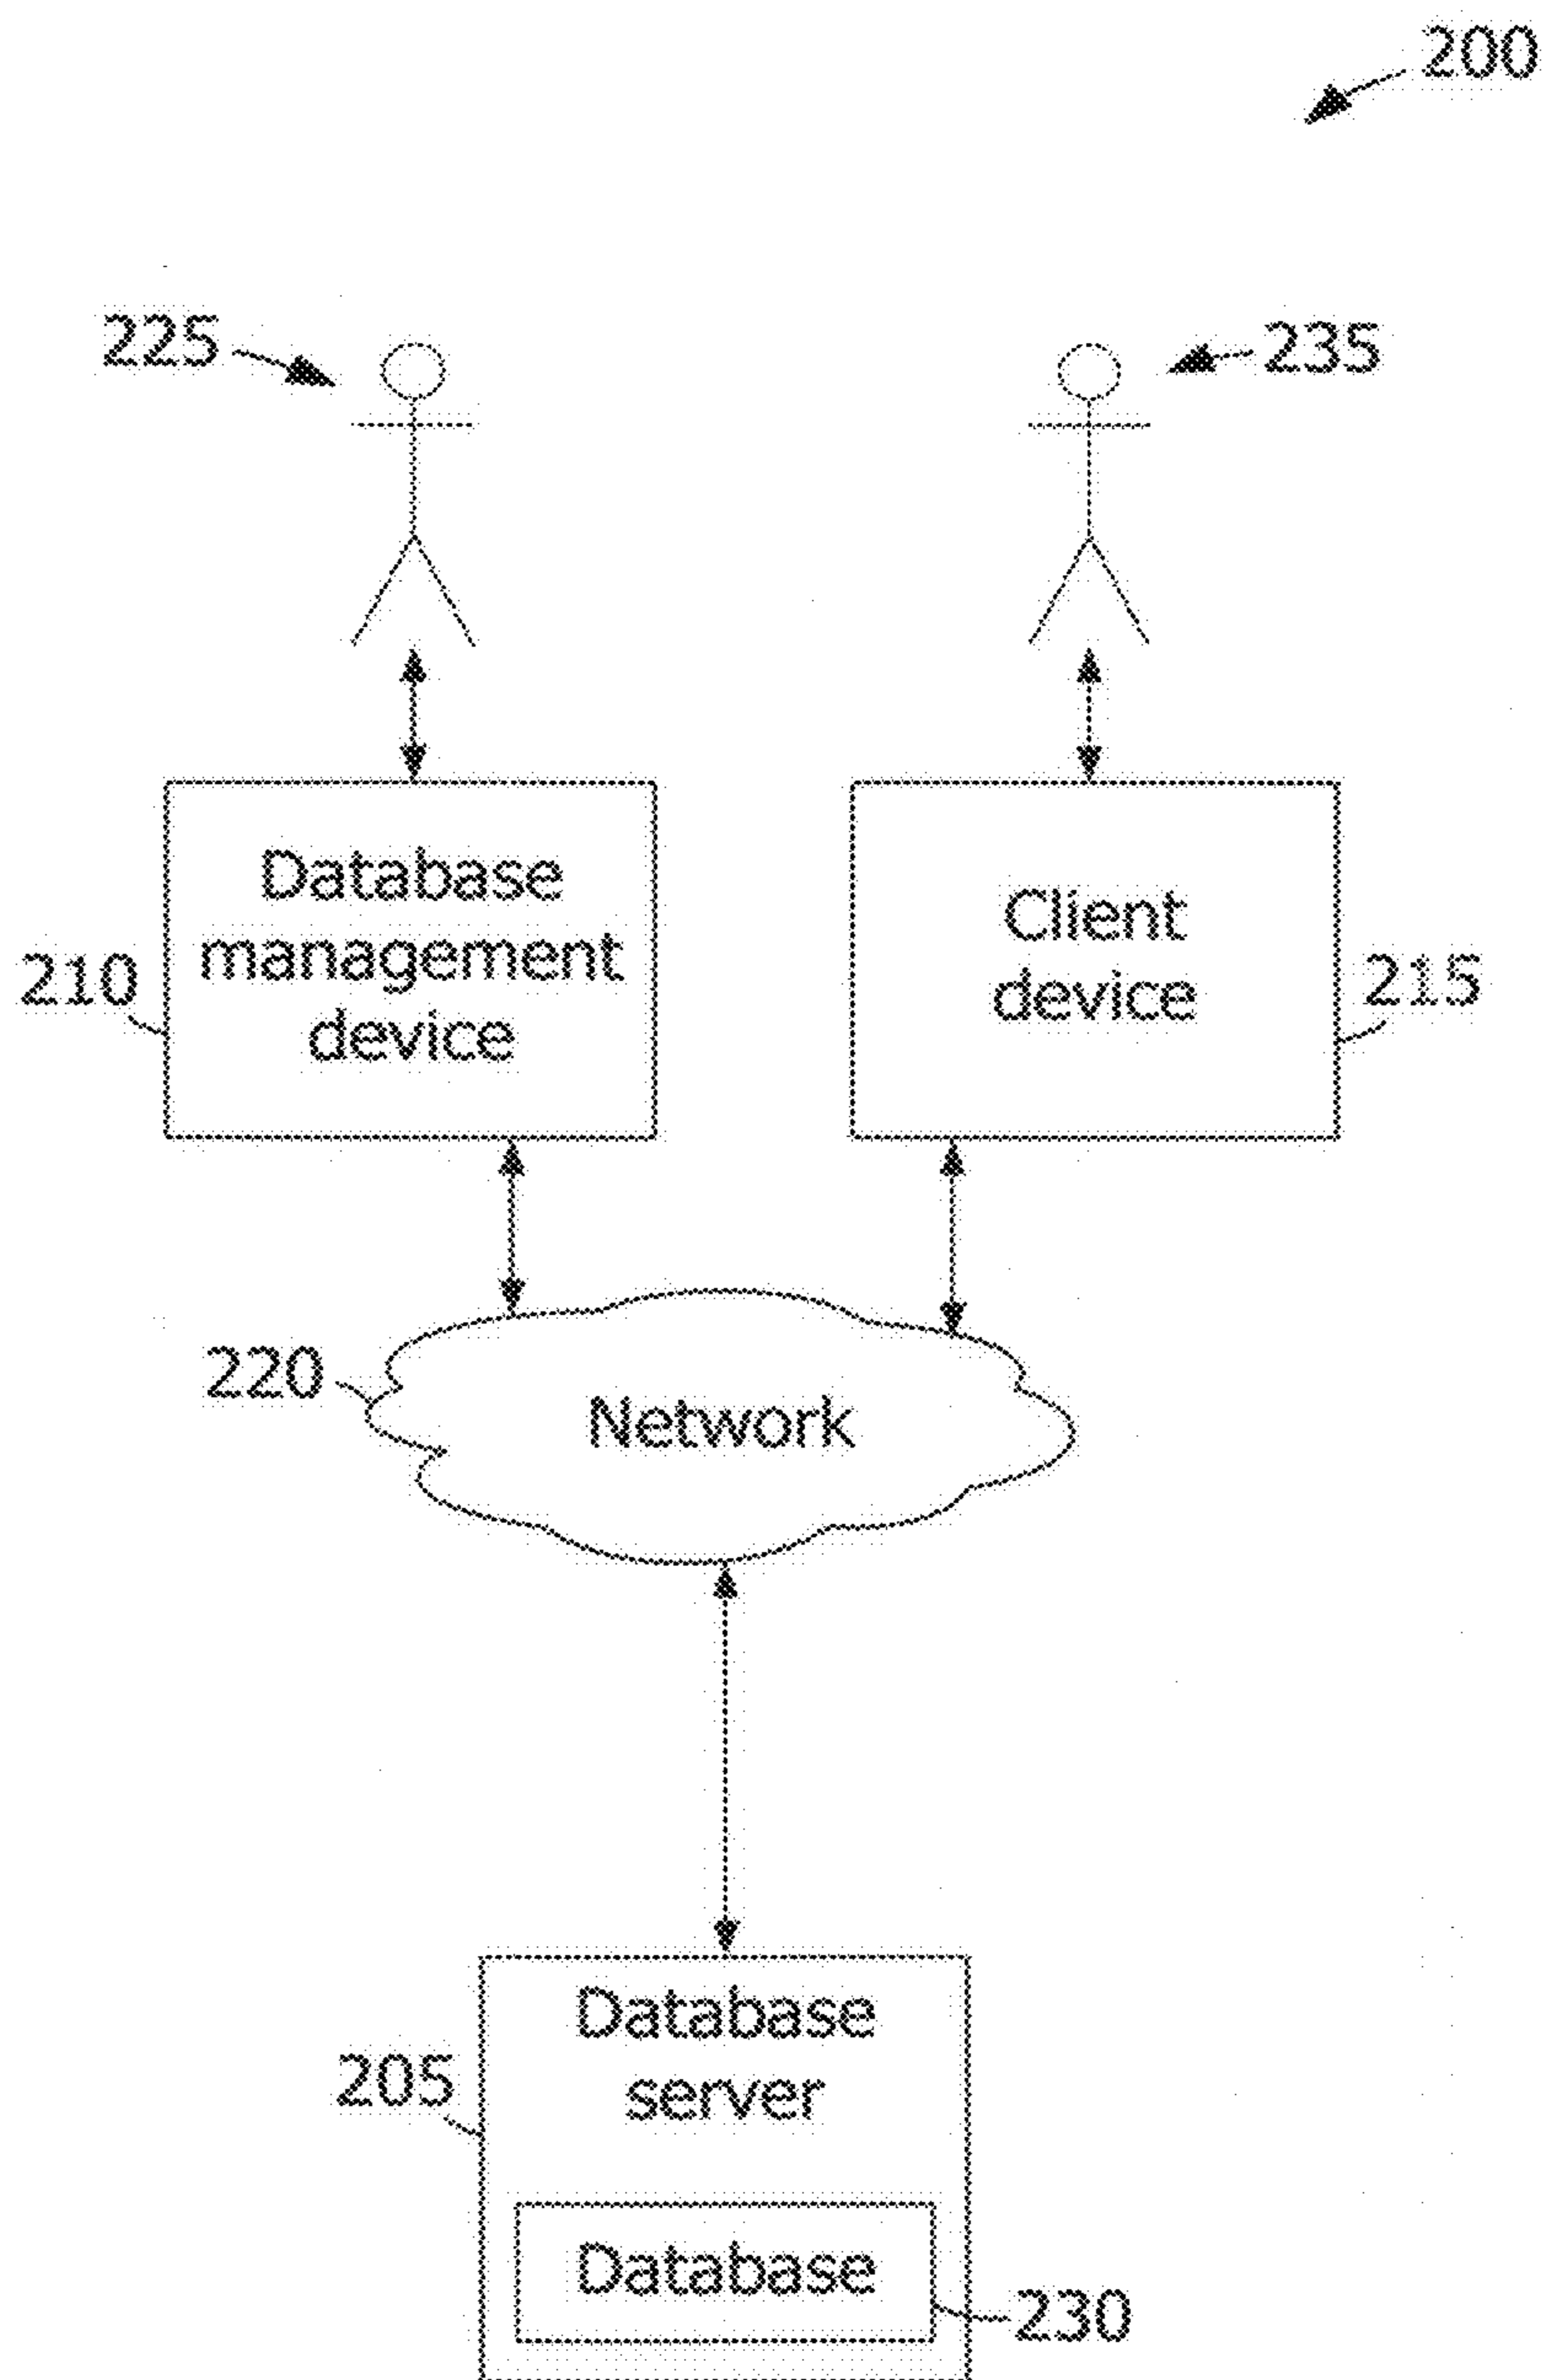 200
225
235
Database
management
device
210
Client
device
215
220
Network
Database
server
205
Database
230